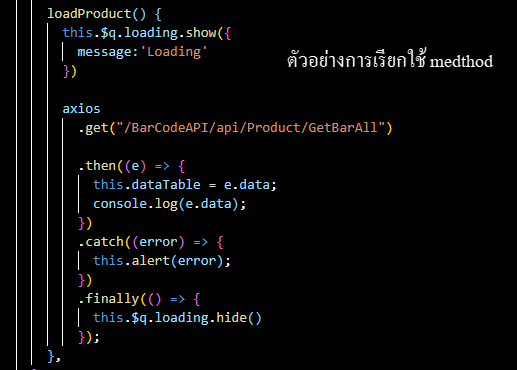 loadProduct() {
this.$q.loading.show({
message:'Loading'
ตัวอย่างการเรียกใช้ medthod
})
axios
.get("/BarCodeAPI/api/Product/GetBarAll")
.then((e) => {
this.dataTable = e.data;
console.log(e.data);
})
.catch((error) => {
this.alert(error);
})
.finally(() => {
this.$q.loading.hide()
});
},